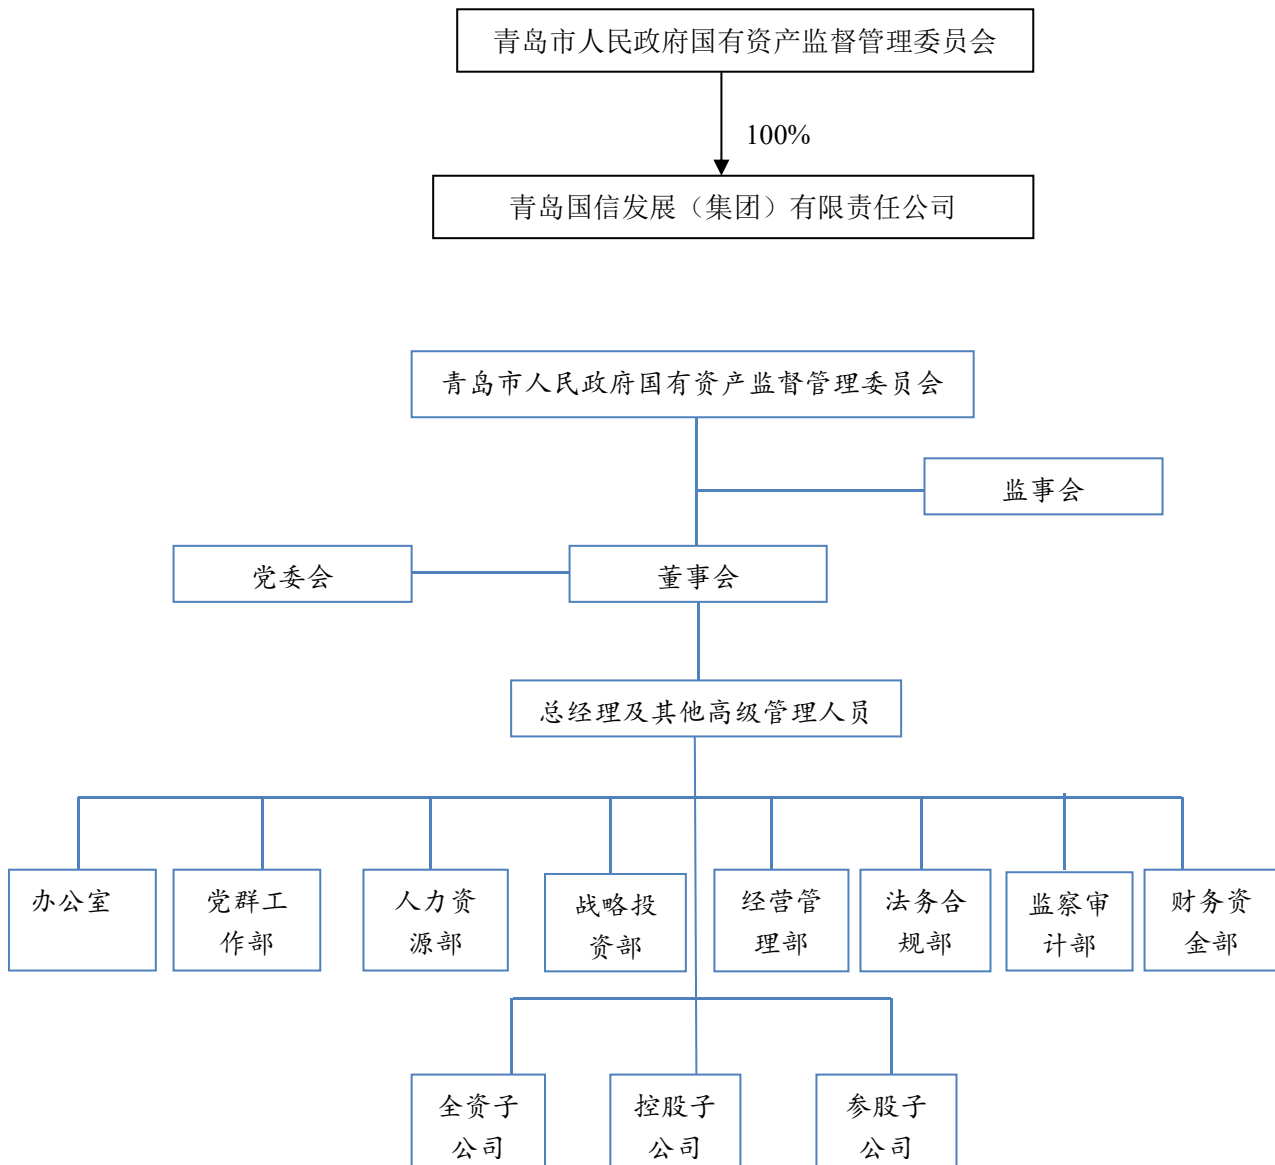 青岛市人民政府国有资产监督管理委员会
100%
青岛国信发展（集团）有限责任公司
青岛市人民政府国有资产监督管理委员会
监事会
党委会
董事会
总经理及其他高级管理人员
办公室
党群工
作部
人力资
源部
战略投
资部
经营管
理部
法务合
规部
监察审
计部
财务资
金部
全资子
公司
控股子
公司
参股子
公司